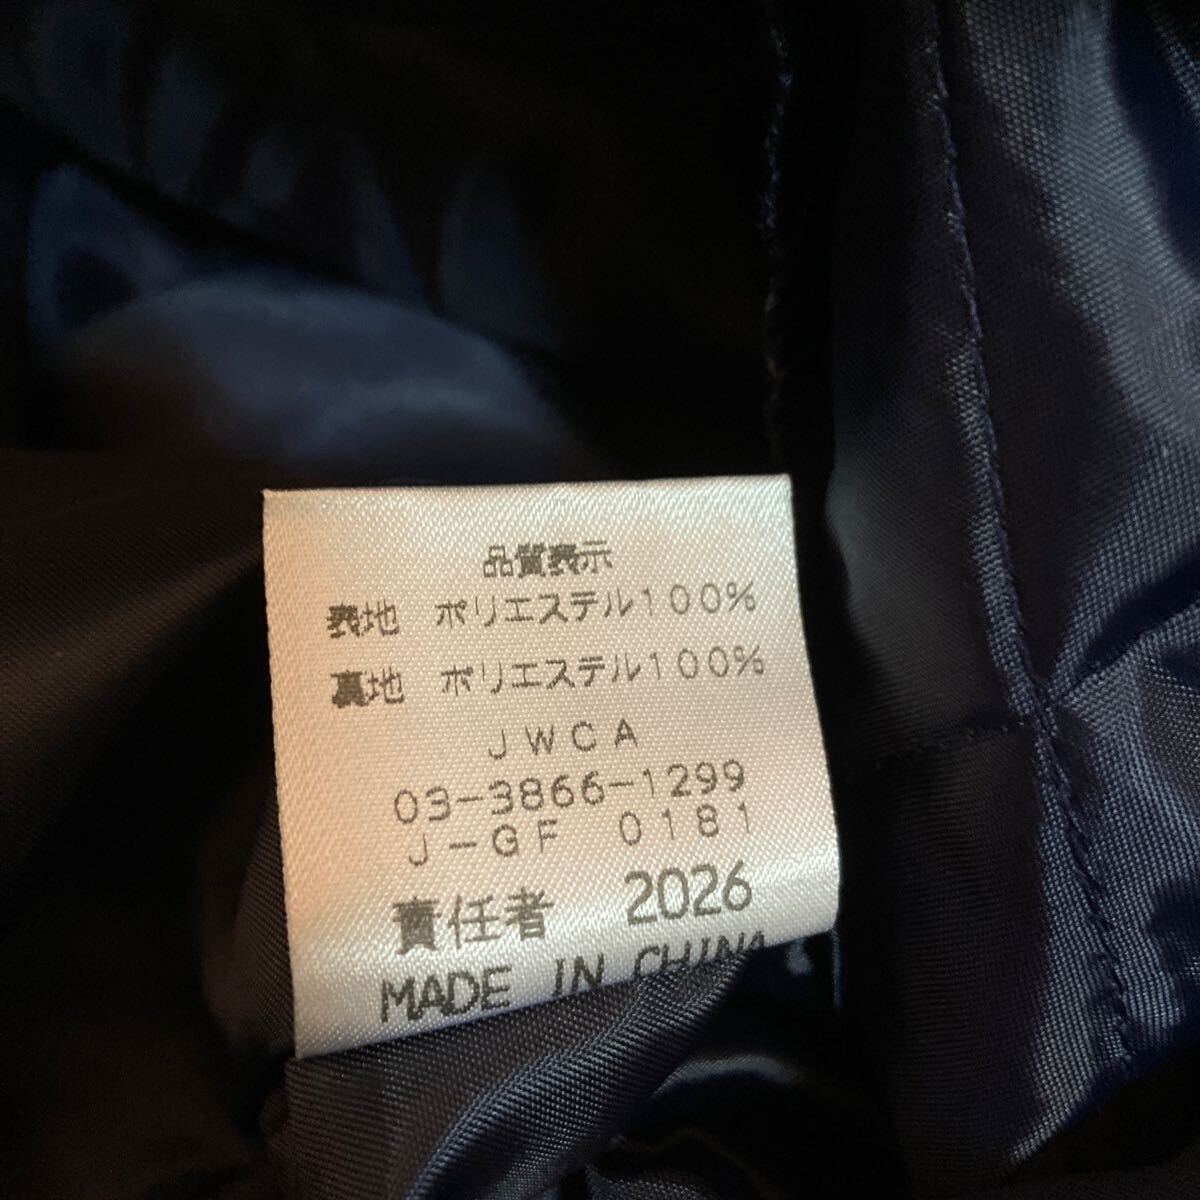 品質表示
表地 ポリエステル100%
裏地 ポリエステル100%
JWCA
03-3866-1299
J-GF 0181
責任者 2026
MADE IN CHINA